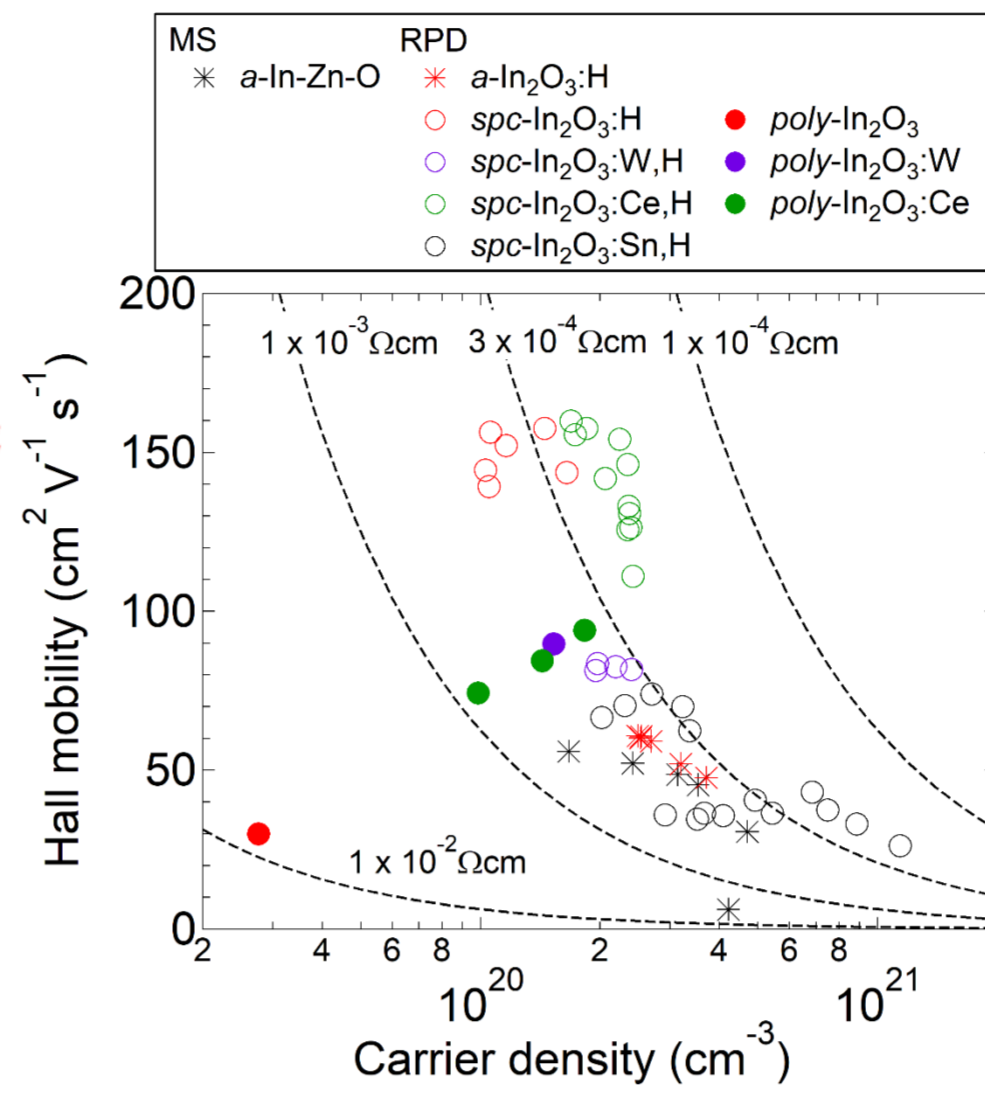 MS RPD
a-In-Zn-O a-In₂O₃:H
spc-In₂O₃:H poly-In₂O₃
spc-In₂O₃:W,H poly-In₂O₃:W
spc-In₂O₃:Ce,H poly-In₂O₃:Ce
spc-In₂O₃:Sn,H
200
1 x 10⁻³Ωcm 3 x 10⁻⁴Ωcm 1 x 10⁻⁴Ωcm
150
100
50
1 x 10⁻²Ωcm
0
Hall mobility (cm² V⁻¹ s⁻¹)
2 4 6 8 2 4 6 8
10²⁰ 10²¹
Carrier density (cm⁻³)